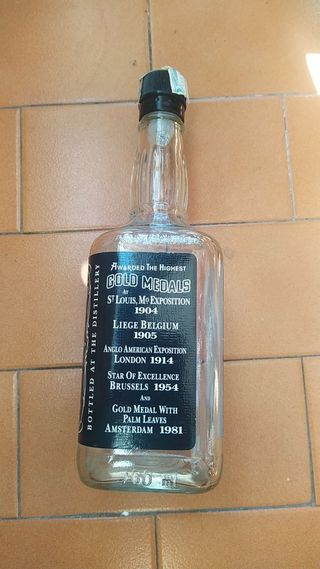 AWARDED THE HIGHEST
GOLD MEDALS
AT
ST LOUIS, MO EXPOSITION
1904
LIEGE BELGIUM
1905
ANGLO AMERICAN EXPOSITION
LONDON 1914
STAR OF EXCELLENCE
BRUSSELS 1954
AND
GOLD MEDAL WITH
PALM LEAVES
AMSTERDAM 1981
BOTTLED AT THE DISTILLERY
ml